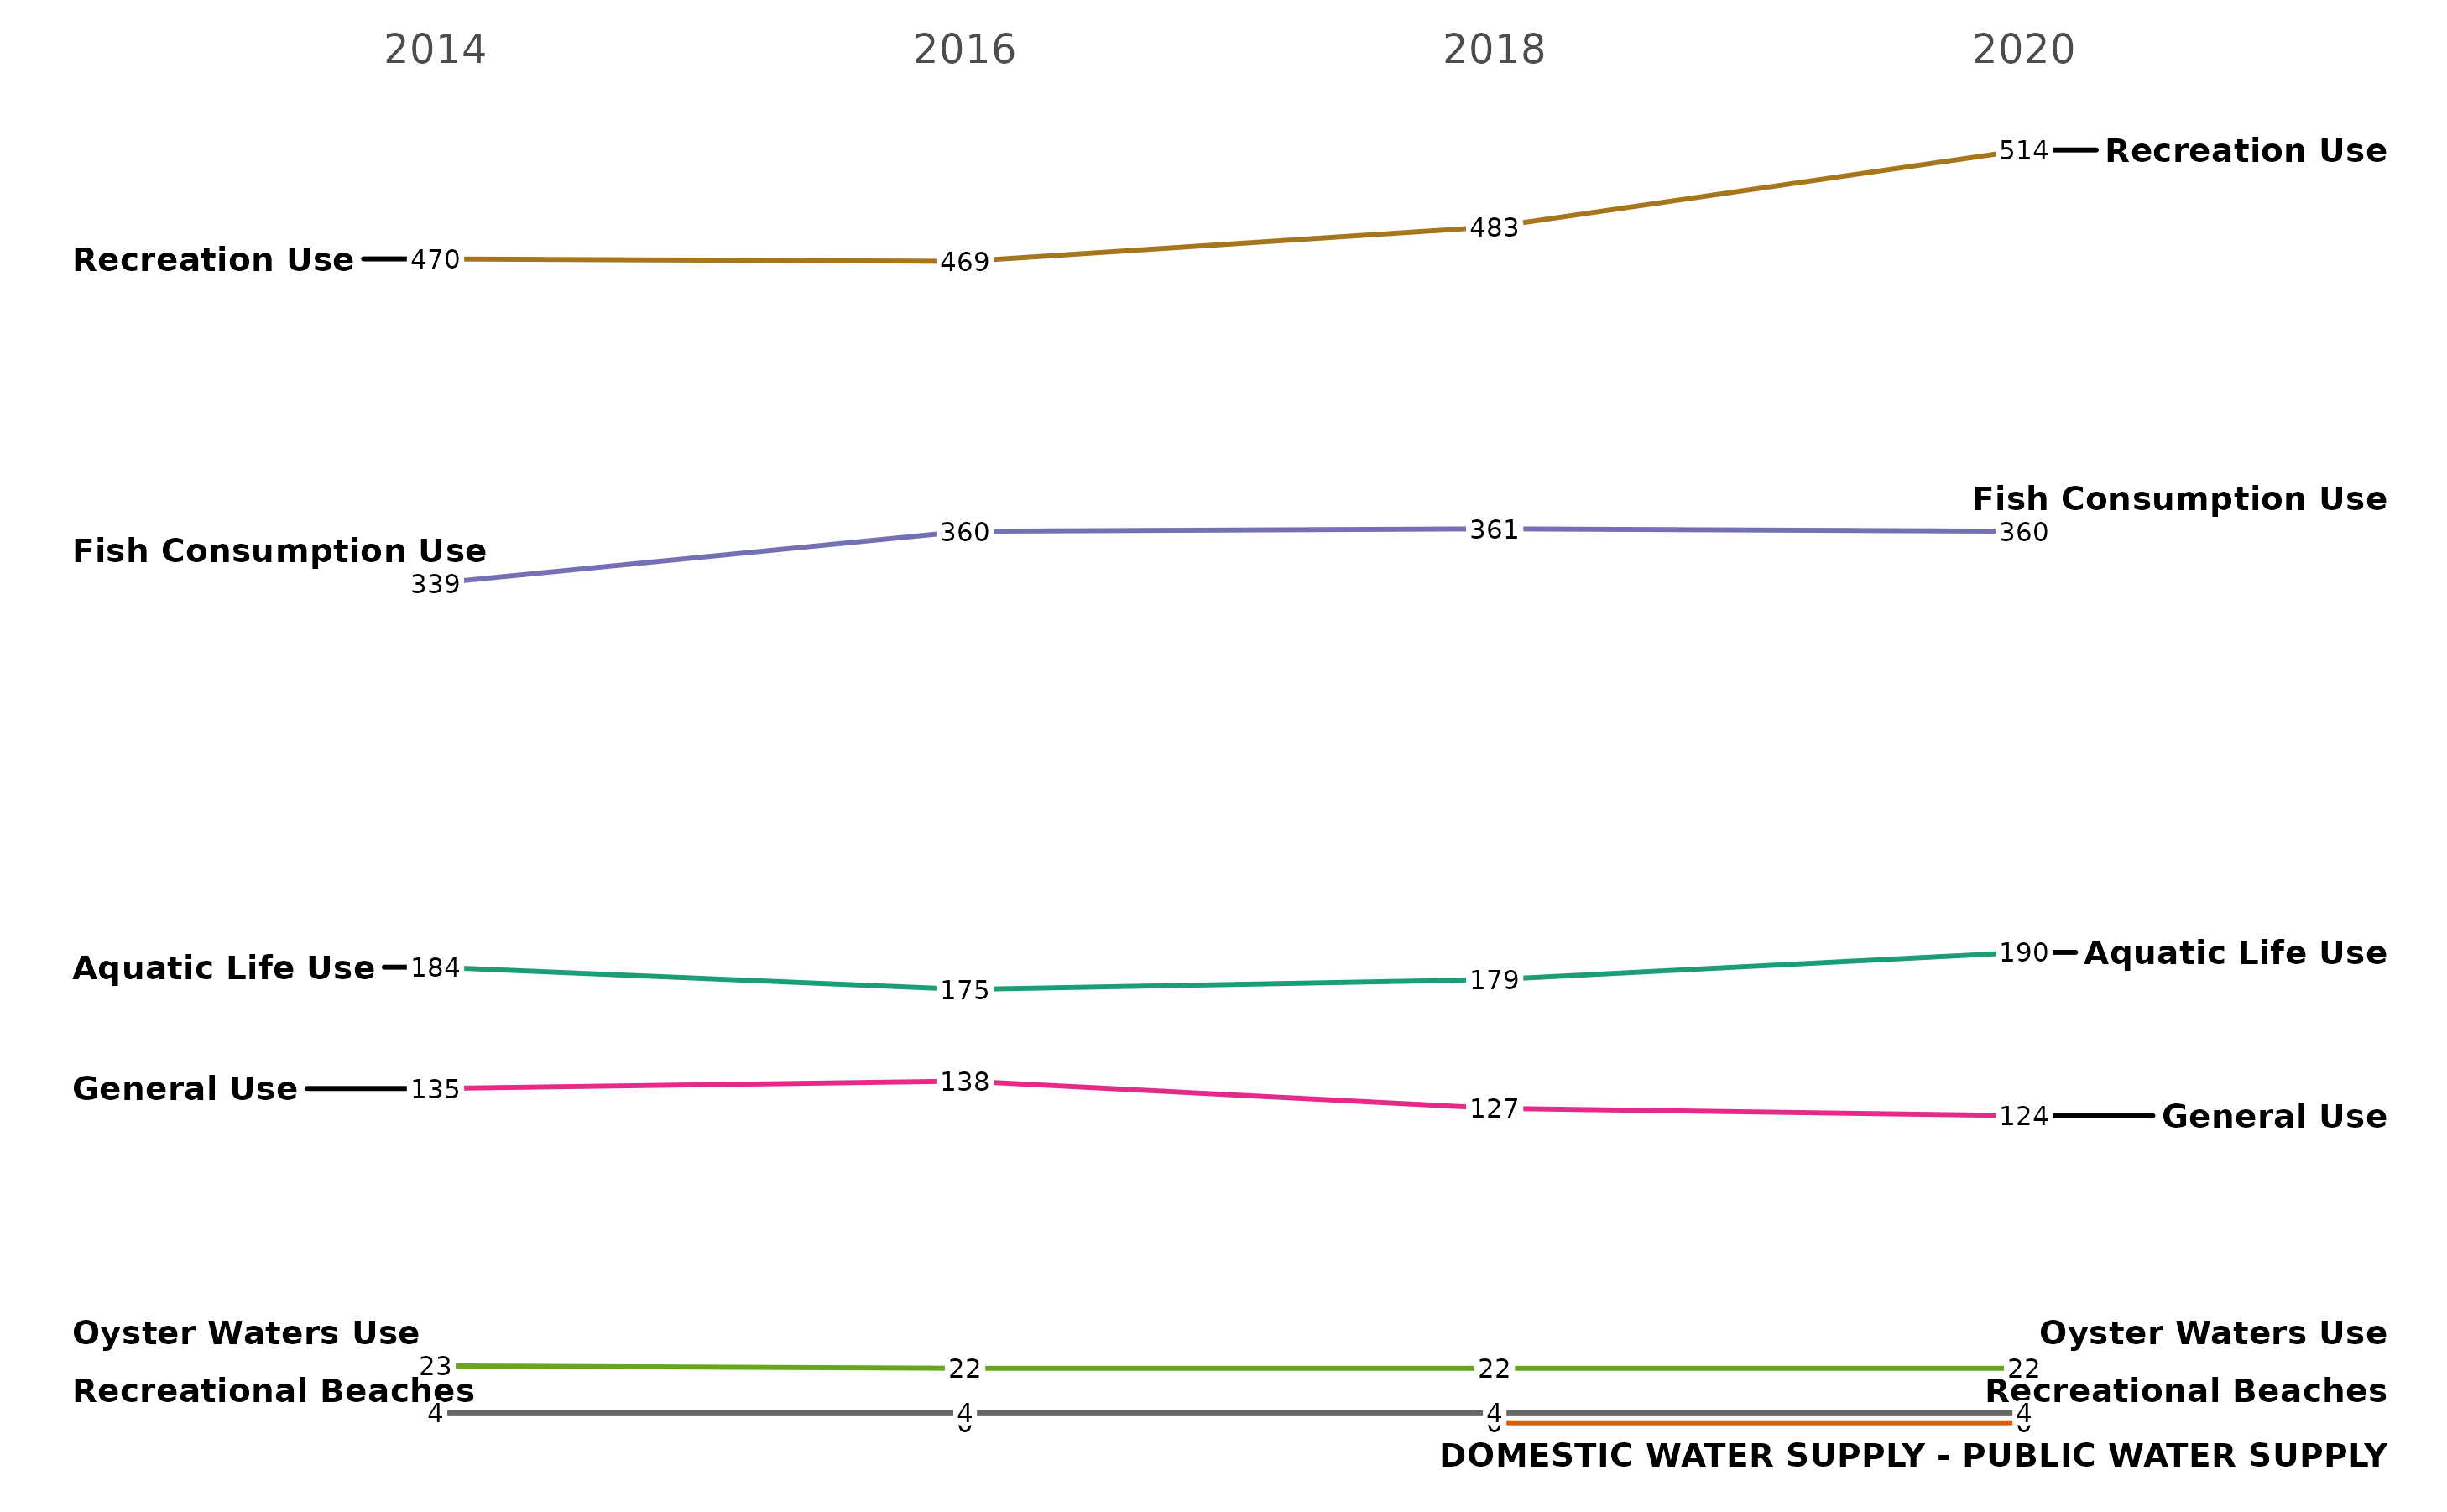 2014 2016 2018 2020
514 Recreation Use
483
Recreation Use 470 469
Fish Consumption Use
360 361 360
Fish Consumption Use
339
190 Aquatic Life Use
Aquatic Life Use 184 175 179
138
General Use 135 127 124 General Use
Oyster Waters Use Oyster Waters Use
23 22 22 22
Recreational Beaches Recreational Beaches
4 4 4 4
DOMESTIC WATER SUPPLY - PUBLIC WATER SUPPLY